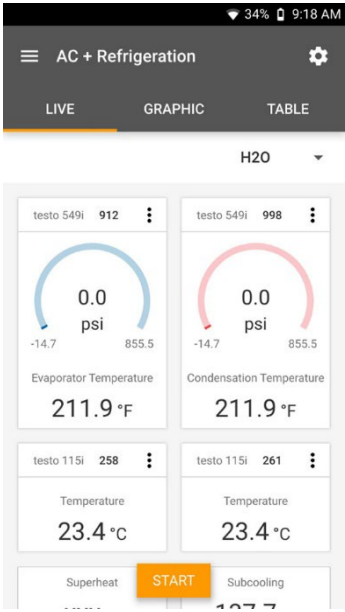 34% 9:18 AM
AC + Refrigeration
LIVE GRAPHIC TABLE
H2O
testo 549i 912
testo 549i 998
0.0
psi
-14.7 855.5
0.0
psi
-14.7 855.5
Evaporator Temperature
211.9 °F
Condensation Temperature
211.9 °F
testo 115i 258
testo 115i 261
Temperature
23.4 °C
Temperature
23.4 °C
Superheat
START
Subcooling